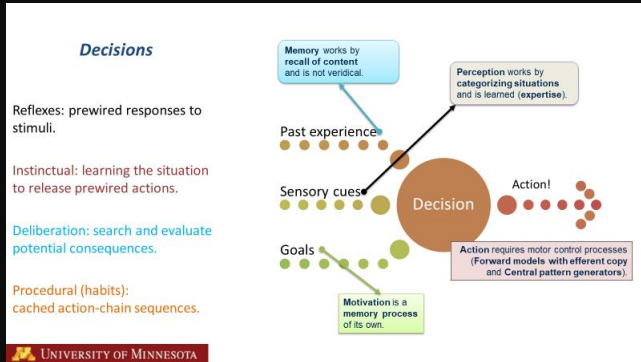 Decisions
Reflexes: prewired responses to
stimuli.
Instinctual: learning the situation
to release prewired actions.
Deliberation: search and evaluate
potential consequences.
Procedural (habits):
cached action-chain sequences.
Memory works by
recall of content
and is not veridical.
Perception works by
categorizing situations
and is learned (expertise).
Past experience
Sensory cues
Goals
Decision
Action!
Action requires motor control processes
(Forward models with efferent copy
and Central pattern generators).
Motivation is a
memory process
of its own.
UNIVERSITY OF MINNESOTA